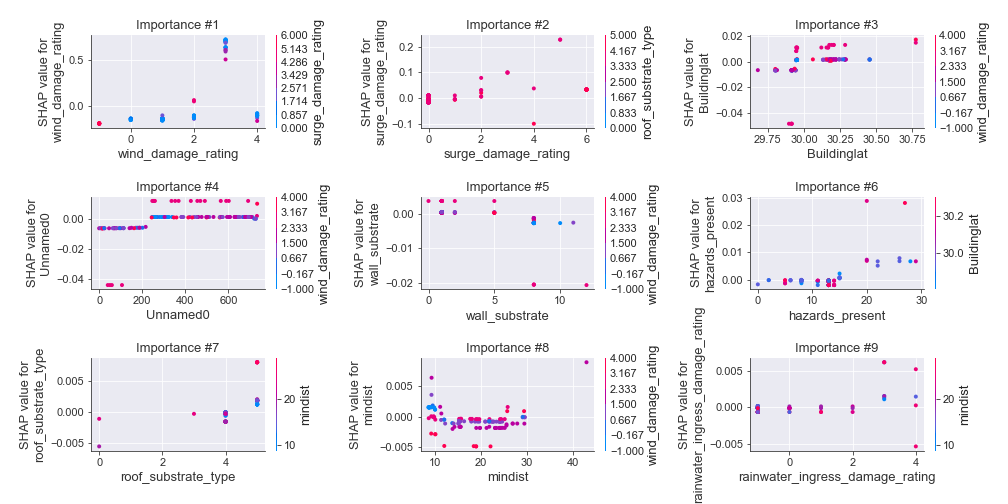 Importance #1
SHAP value for
wind_damage_rating
0.5
0.0
0
2
4
wind_damage_rating
6.000
5.143
4.286
3.429
2.571
1.714
0.857
0.000
surge_damage_rating
Importance #2
SHAP value for
surge_damage_rating
0.2
0.1
0.0
−0.1
0
2
4
6
surge_damage_rating
5.000
4.167
3.333
2.500
1.667
0.833
0.000
roof_substrate_type
Importance #3
SHAP value for
Buildinglat
0.02
0.00
−0.02
−0.04
29.75
30.00
30.25
30.50
30.75
Buildinglat
4.000
3.167
2.333
1.500
0.667
−0.167
−1.000
wind_damage_rating
Importance #4
SHAP value for
Unnamed0
0.00
−0.02
−0.04
0
200
400
600
Unnamed0
4.000
3.167
2.333
1.500
0.667
−0.167
−1.000
wind_damage_rating
Importance #5
SHAP value for
wall_substrate
0.00
−0.01
−0.02
0
5
10
wall_substrate
4.000
3.167
2.333
1.500
0.667
−0.167
−1.000
wind_damage_rating
Importance #6
SHAP value for
hazards_present
0.03
0.02
0.01
0.00
0
10
20
30
hazards_present
30.2
30.0
Buildinglat
Importance #7
SHAP value for
roof_substrate_type
0.005
0.000
−0.005
0
2
4
roof_substrate_type
20
10
mindist
Importance #8
SHAP value for
mindist
0.005
0.000
−0.005
10
20
30
40
mindist
4.000
3.167
2.333
1.500
0.667
−0.167
−1.000
wind_damage_rating
Importance #9
SHAP value for
rainwater_ingress_damage_rating
0.005
0.000
−0.005
0
2
4
rainwater_ingress_damage_rating
20
10
mindist